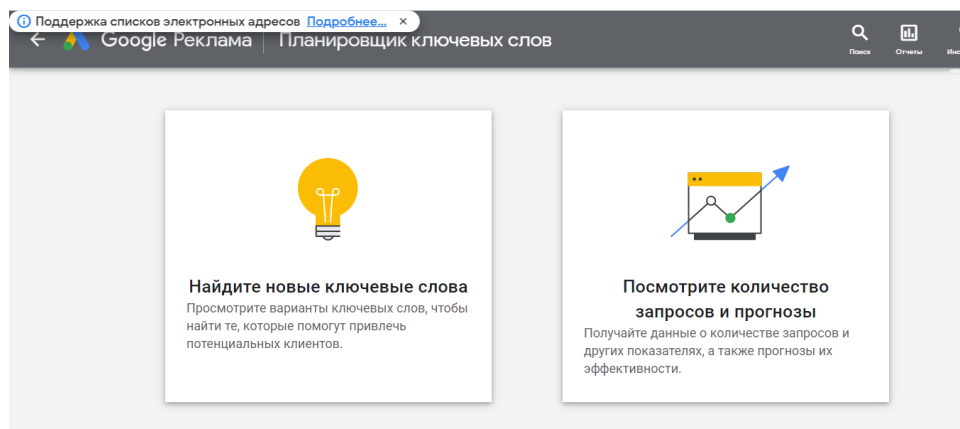 Поддержка списков электронных адресов Подробнее... ×
Google Реклама Планировщик ключевых слов
Поиск
Отчеты
Найдите новые ключевые слова
Просмотрите варианты ключевых слов, чтобы
найти те, которые помогут привлечь
потенциальных клиентов.
Посмотрите количество
запросов и прогнозы
Получайте данные о количестве запросов и
других показателях, а также прогнозы их
эффективности.